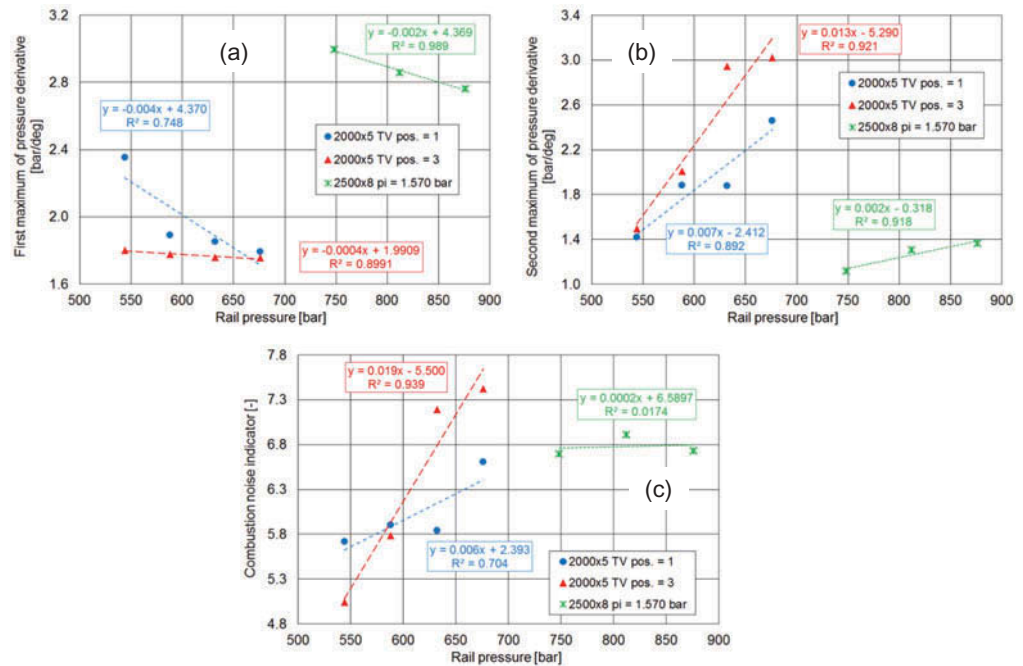 First maximum of pressure derivative
[bar/deg]
3.4
3.0
2.6
2.2
1.8
1.6
(a)
y = -0.002x + 4.369
R² = 0.989
y = -0.004x + 4.370
R² = 0.748
2000x5 TV pos. = 1
2000x5 TV pos. = 3
2500x8 pi = 1.570 bar
y = -0.0004x + 1.9909
R² = 0.8991
500 550 600 650 700 750 800 850 900
Rail pressure [bar]
Second maximum of pressure derivative
[bar/deg]
3.4
3.0
2.6
2.2
1.8
1.4
1.0
(b)
y = 0.013x - 5.290
R² = 0.921
2000x5 TV pos. = 1
2000x5 TV pos. = 3
2500x8 pi = 1.570 bar
y = 0.002x - 0.318
R² = 0.918
y = 0.007x - 2.412
R² = 0.892
500 550 600 650 700 750 800 850 900
Rail pressure [bar]
Combustion noise indicator [-]
7.8
7.3
6.8
6.3
5.8
5.3
4.8
y = 0.019x - 5.500
R² = 0.939
y = 0.0002x + 6.5897
R² = 0.0174
(c)
y = 0.006x + 2.393
R² = 0.704
2000x5 TV pos. = 1
2000x5 TV pos. = 3
2500x8 pi = 1.570 bar
500 550 600 650 700 750 800 850 900
Rail pressure [bar]